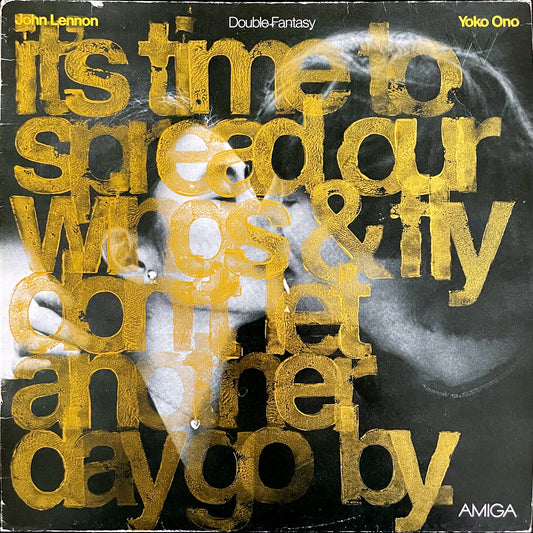 John Lennon
Double Fantasy
Yoko Ono
it's time to
spread our
wings & fly
don't let
another
day go by.
AMIGA